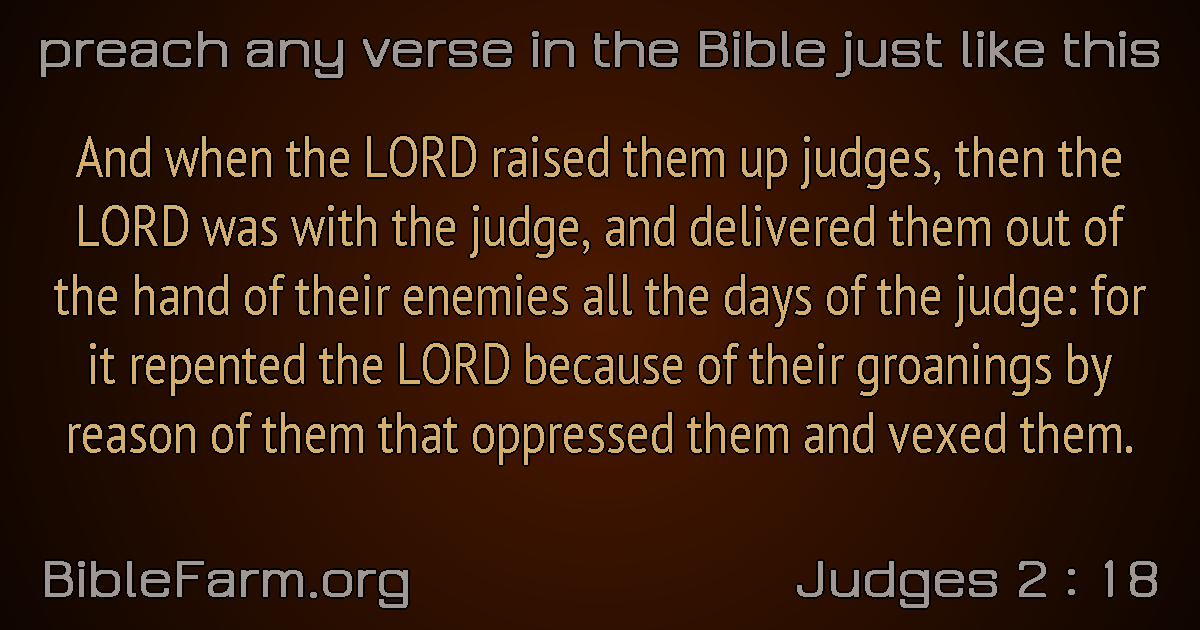 preach any verse in the Bible just like this
And when the LORD raised them up judges, then the
LORD was with the judge, and delivered them out of
the hand of their enemies all the days of the judge: for
it repented the LORD because of their groanings by
reason of them that oppressed them and vexed them.
BibleFarm.org
Judges 2 : 18